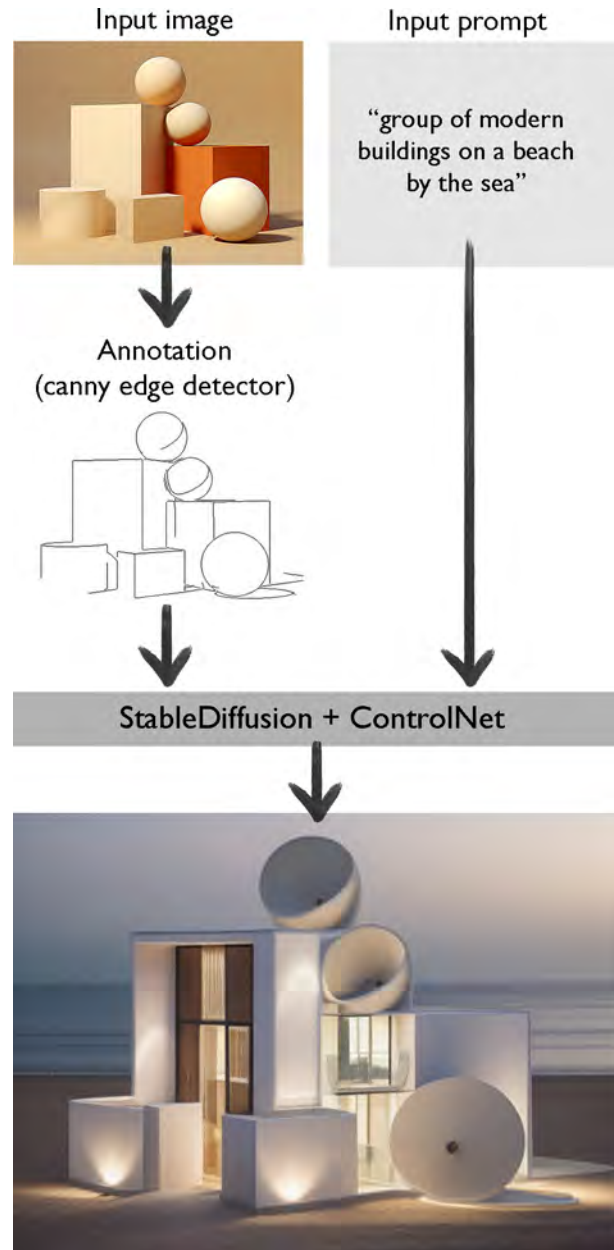 Input image
Input prompt
“group of modern
buildings on a beach
by the sea”
Annotation
(canny edge detector)
StableDiffusion + ControlNet